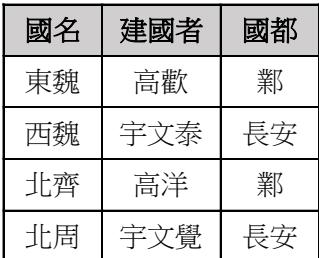 國名 建國者 國都
東魏 高歡 鄴
西魏 宇文泰 長安
北齊 高洋 鄴
北周 宇文覺 長安